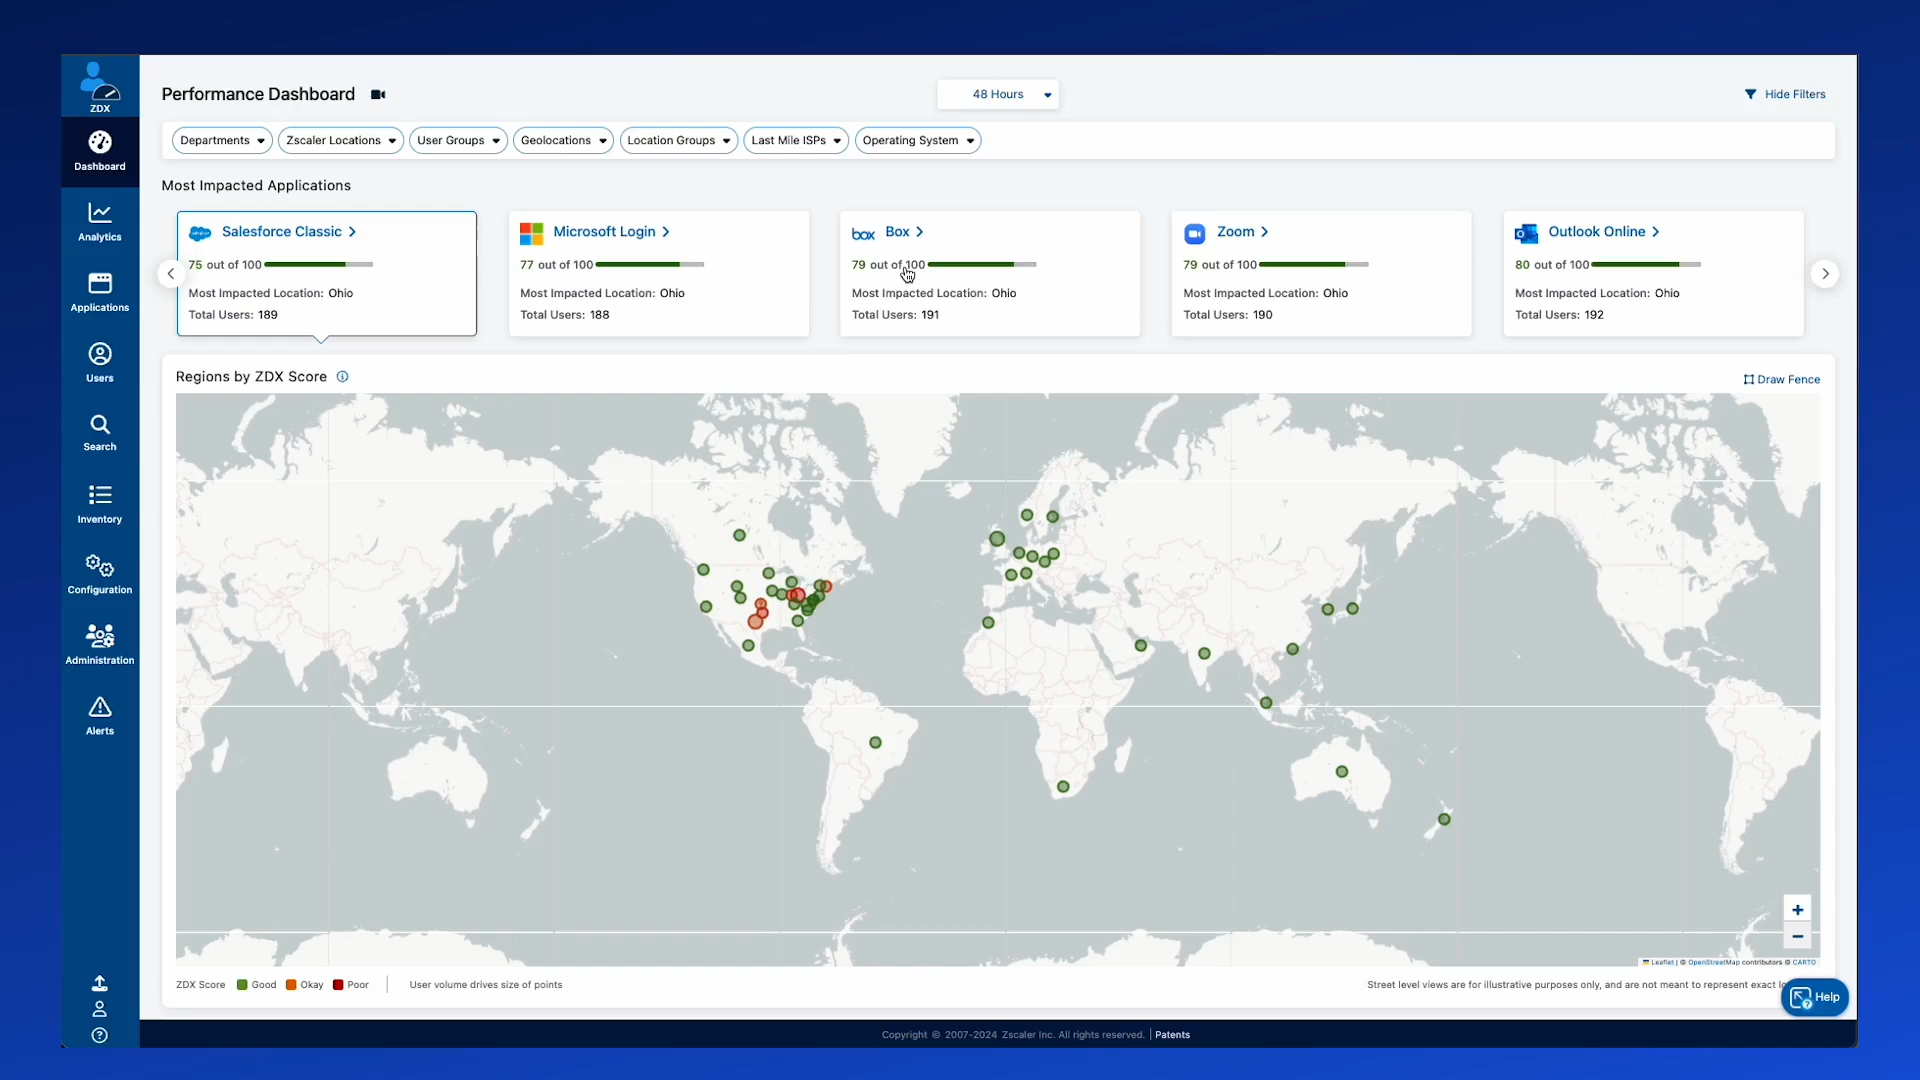 ZDX
Dashboard
Analytics
Applications
Users
Search
Inventory
Configuration
Administration
Alerts
Performance Dashboard
48 Hours
Hide Filters
Departments
Zscaler Locations
User Groups
Geolocations
Location Groups
Last Mile ISPs
Operating System
Most Impacted Applications
Salesforce Classic
75 out of 100
Most Impacted Location: Ohio
Total Users: 189
Microsoft Login
77 out of 100
Most Impacted Location: Ohio
Total Users: 188
box
Box
79 out of 100
Most Impacted Location: Ohio
Total Users: 191
Zoom
79 out of 100
Most Impacted Location: Ohio
Total Users: 190
Outlook Online
80 out of 100
Most Impacted Location: Ohio
Total Users: 192
Regions by ZDX Score
Draw Fence
+
−
Leaflet | © OpenStreetMap contributors © CARTO
ZDX Score Good Okay Poor | User volume drives size of points
Street level views are for illustrative purposes only, and are not meant to represent exact
Help
Copyright © 2007-2024 Zscaler Inc. All rights reserved. | Patents